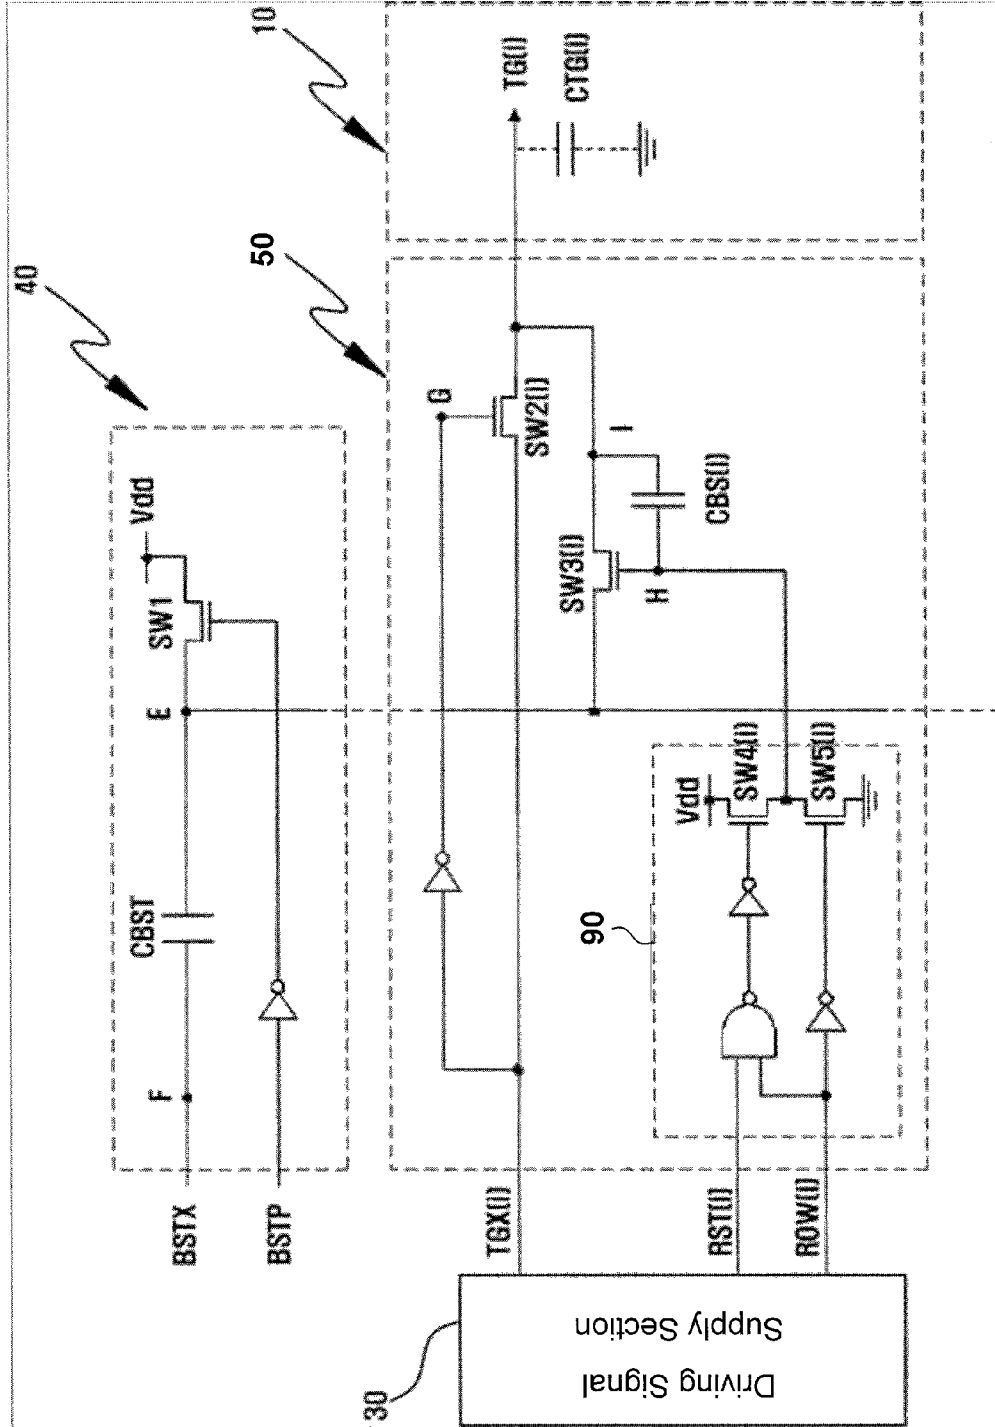 40
SW1
Vdd
E
CBST
F
BSTX
BSTP
50
10
TG(I)
CTG(I)
G
SW2(I)
I
SW3(I)
CBS(I)
H
TGX(I)
90
Vdd
SW4(I)
SW5(I)
RST(I)
ROW(I)
30
Driving Signal
Supply Section